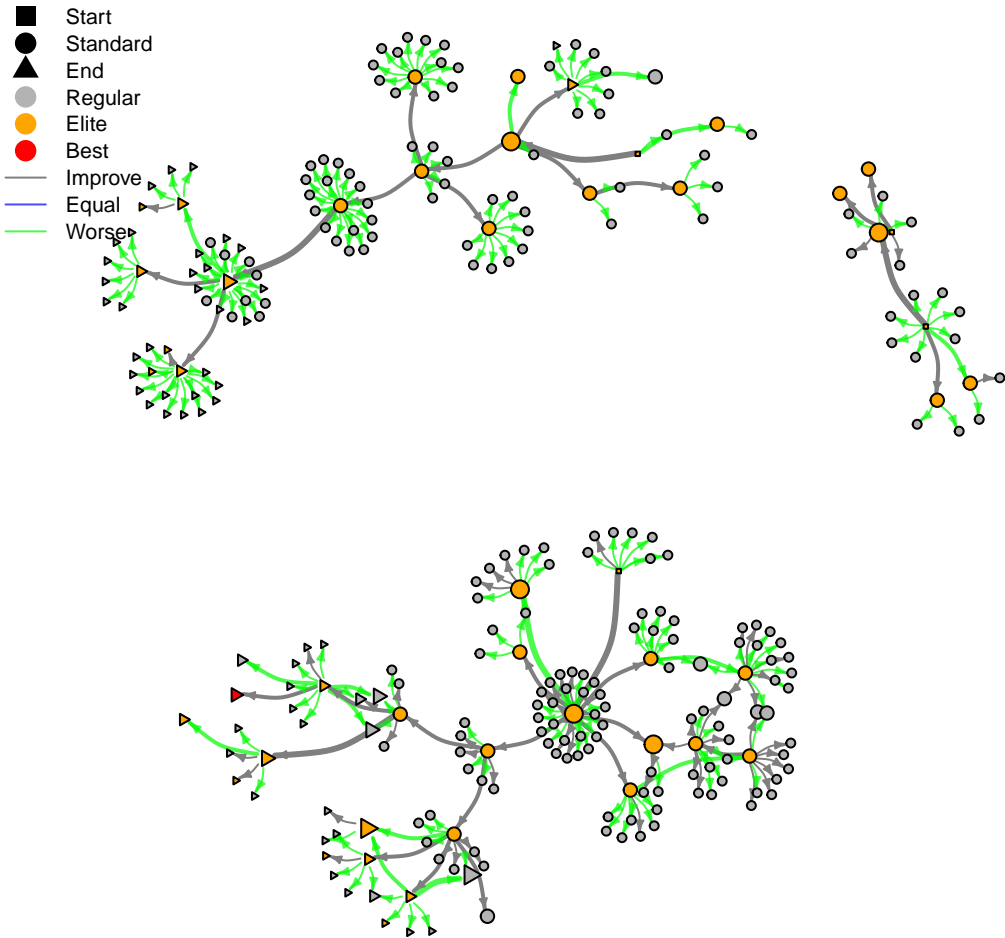 Start
Standard
End
Regular
Elite
Best
Improve
Equal
Worse